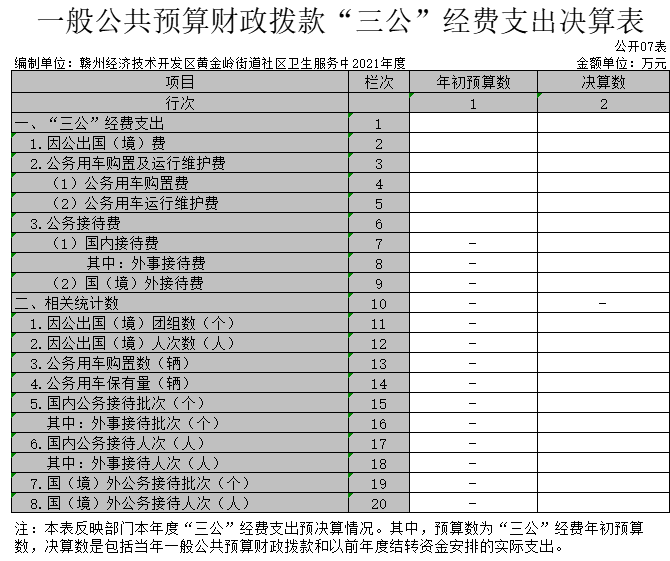 一般公共预算财政拨款“三公”经费支出决算表
公开07表
编制单位：赣州经济技术开发区黄金岭街道社区卫生服务中 2021年度 金额单位：万元
项目 栏次 年初预算数 决算数
行次 1 2
一、“三公”经费支出 1
1.因公出国（境）费 2
2.公务用车购置及运行维护费 3
（1）公务用车购置费 4
（2）公务用车运行维护费 5
3.公务接待费 6
（1）国内接待费 7 -
其中：外事接待费 8 -
（2）国（境）外接待费 9 -
二、相关统计数 10 - -
1.因公出国（境）团组数（个） 11 -
2.因公出国（境）人次数（人） 12 -
3.公务用车购置数（辆） 13 -
4.公务用车保有量（辆） 14 -
5.国内公务接待批次（个） 15 -
其中：外事接待批次（个） 16 -
6.国内公务接待人次（人） 17 -
其中：外事接待人次（人） 18 -
7.国（境）外公务接待批次（个） 19 -
8.国（境）外公务接待人次（人） 20 -
注：本表反映部门本年度“三公”经费支出预决算情况。其中，预算数为“三公”经费年初预算
数，决算数是包括当年一般公共预算财政拨款和以前年度结转资金安排的实际支出。